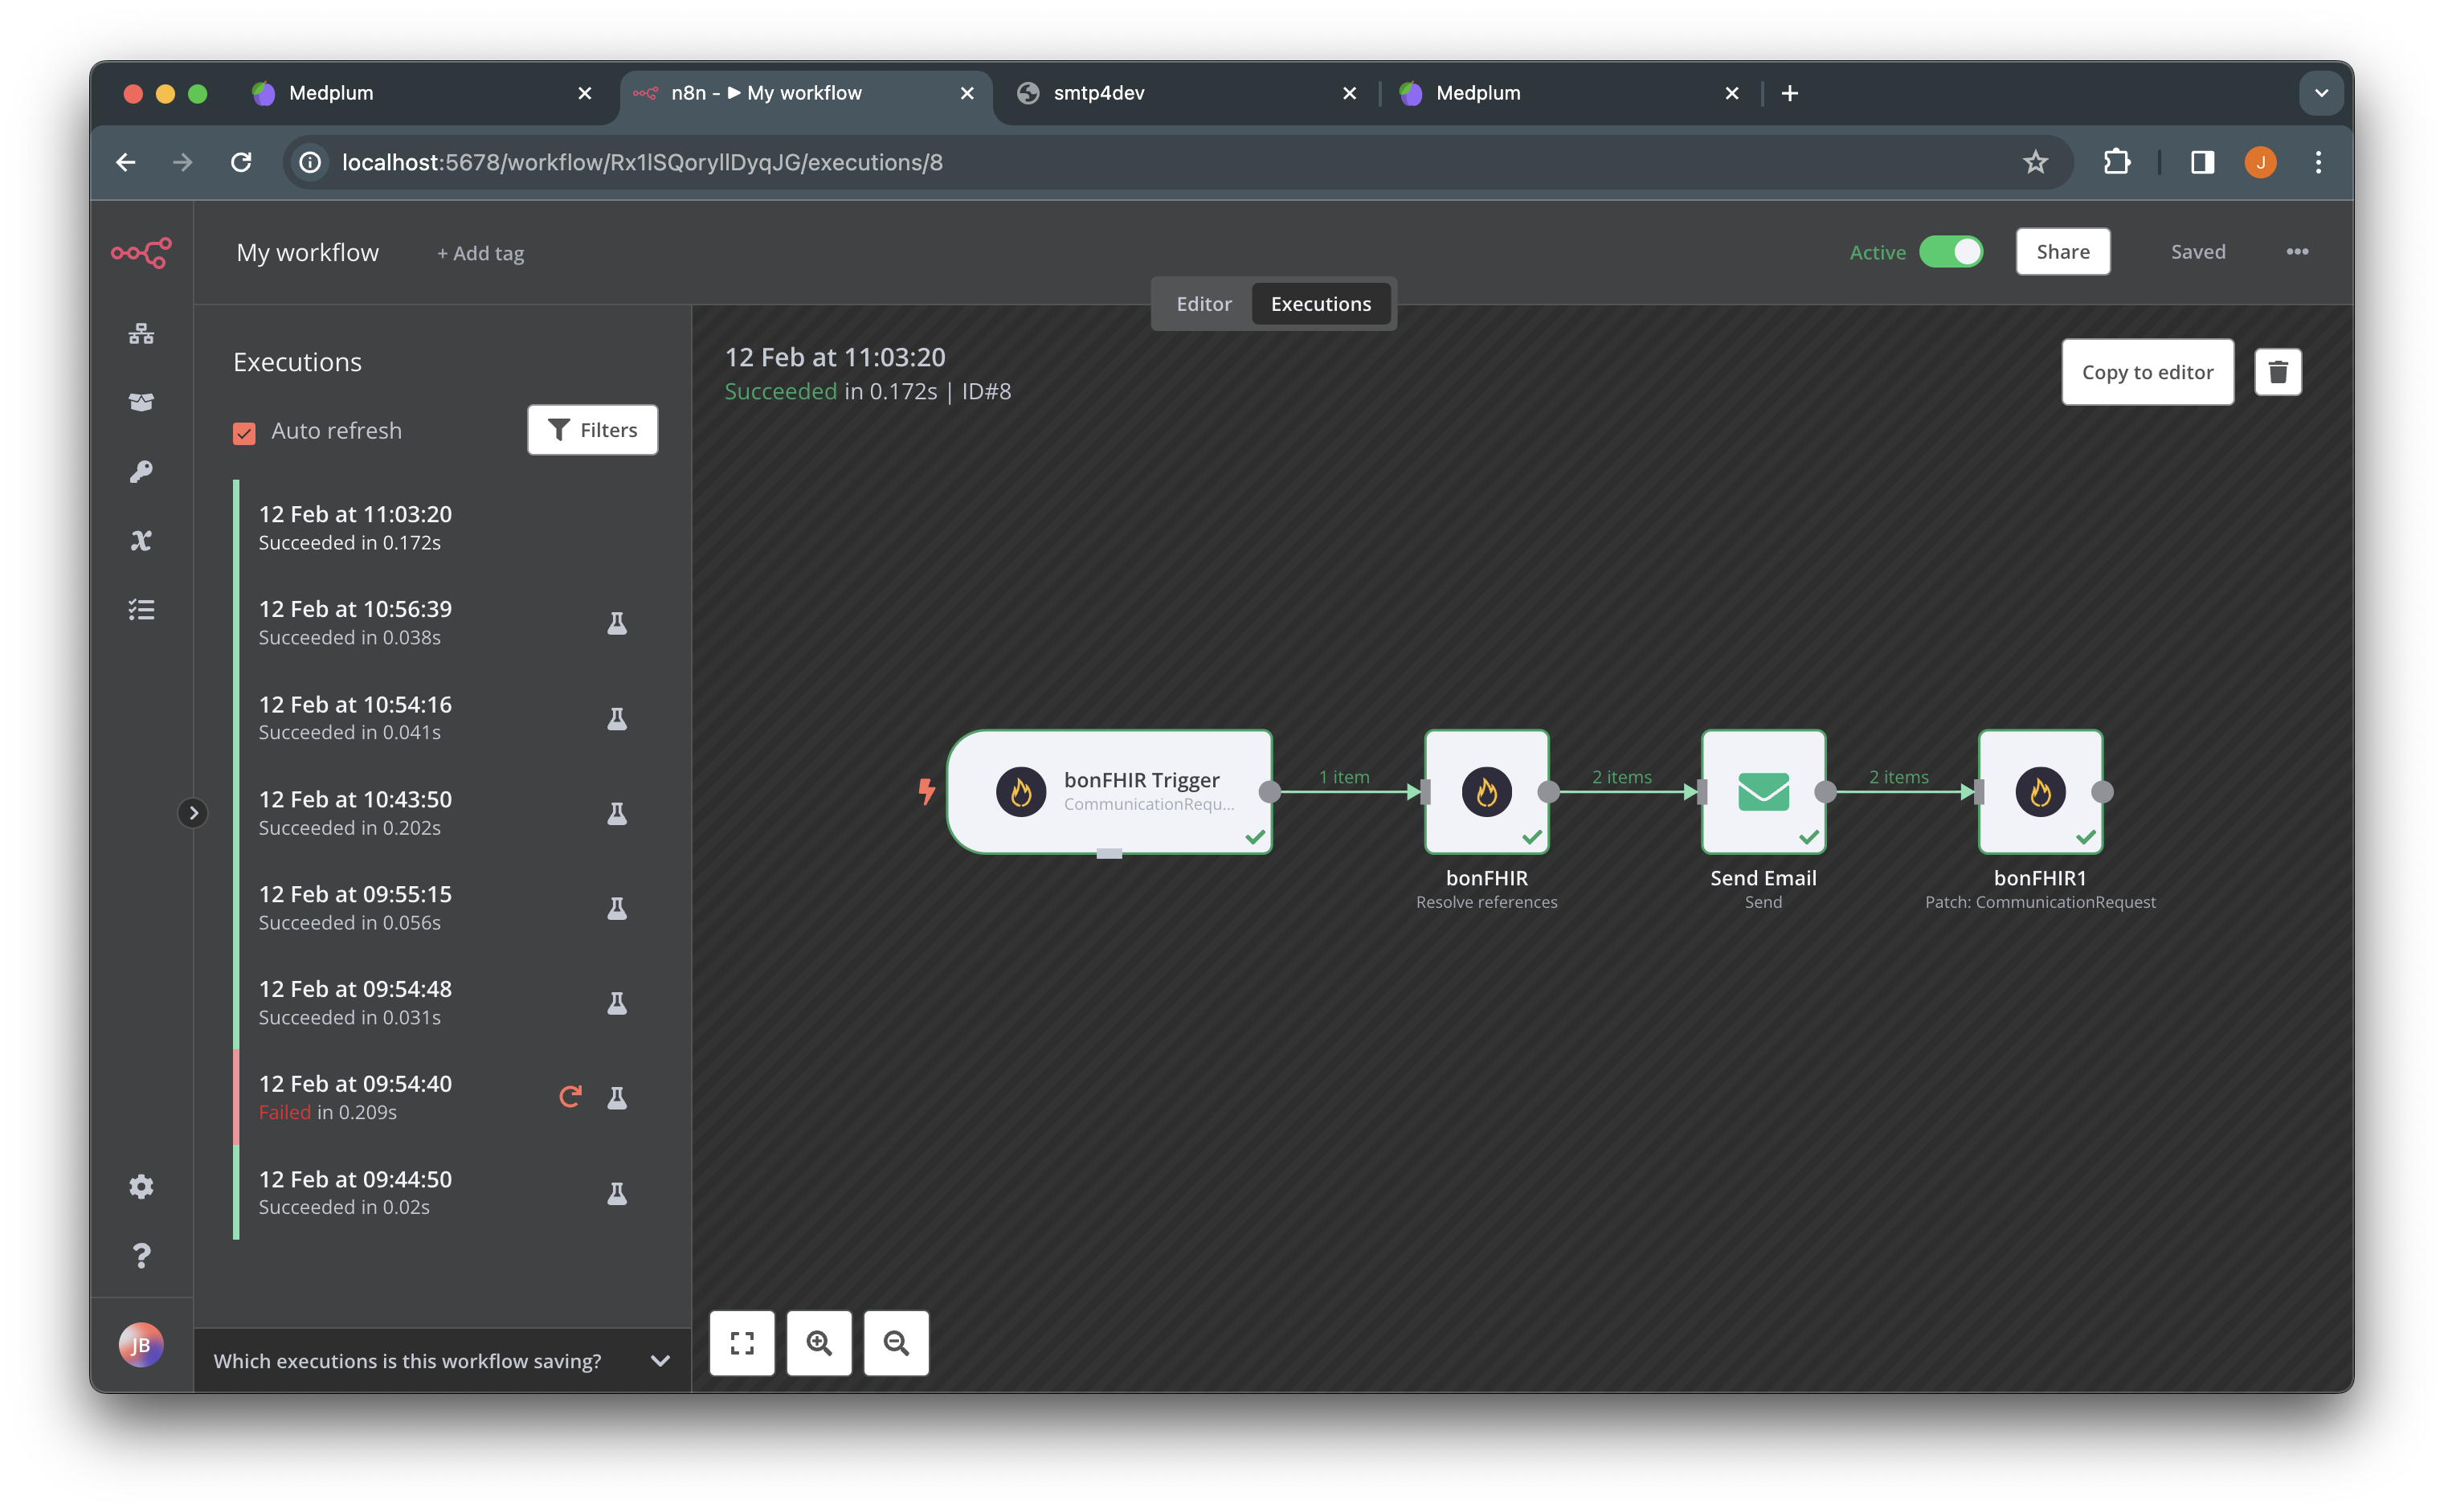 Medplum
n8n - ▶ My workflow
smtp4dev
Medplum
localhost:5678/workflow/Rx1lSQoryllDyqJG/executions/8
J
My workflow
+ Add tag
Active
Share
Saved
Editor
Executions
Executions
Auto refresh
Filters
12 Feb at 11:03:20
Succeeded in 0.172s
12 Feb at 10:56:39
Succeeded in 0.038s
12 Feb at 10:54:16
Succeeded in 0.041s
12 Feb at 10:43:50
Succeeded in 0.202s
12 Feb at 09:55:15
Succeeded in 0.056s
12 Feb at 09:54:48
Succeeded in 0.031s
12 Feb at 09:54:40
Failed in 0.209s
12 Feb at 09:44:50
Succeeded in 0.02s
Which executions is this workflow saving?
JB
12 Feb at 11:03:20
Succeeded in 0.172s | ID#8
Copy to editor
bonFHIR Trigger
CommunicationRequ...
1 item
2 items
2 items
bonFHIR
Resolve references
Send Email
Send
bonFHIR1
Patch: CommunicationRequest